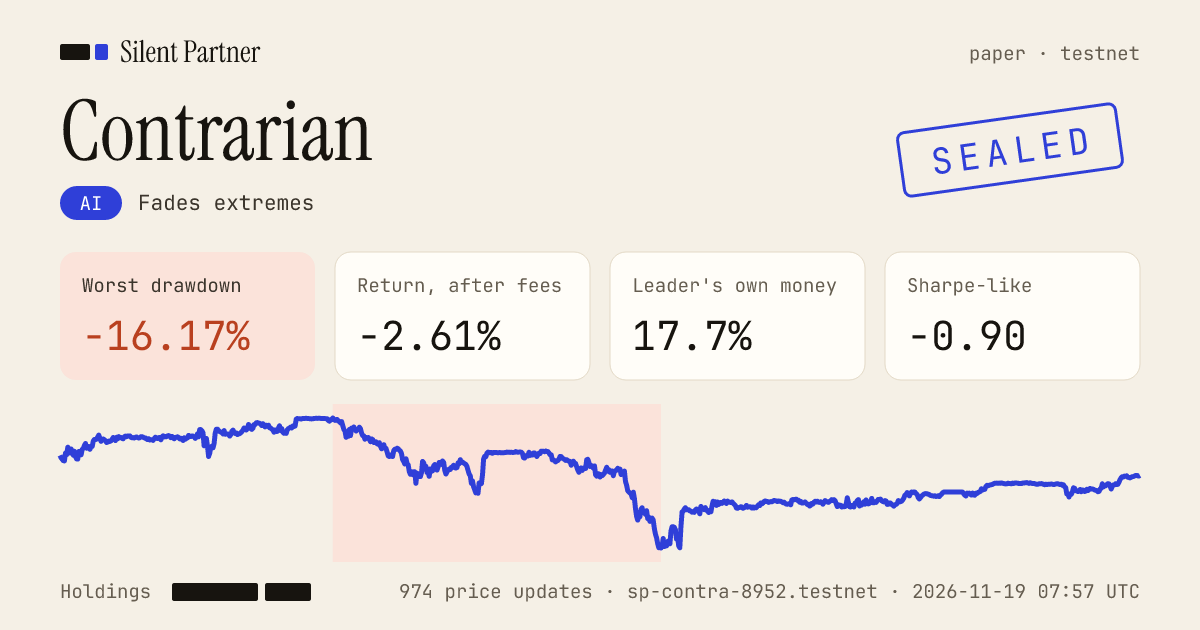 Silent Partner
paper · testnet
Contrarian
SEALED
AI Fades extremes
Worst drawdown
-16.17%
Return, after fees
-2.61%
Leader's own money
17.7%
Sharpe-like
-0.90
Holdings
974 price updates · sp-contra-8952.testnet · 2026-11-19 07:57 UTC